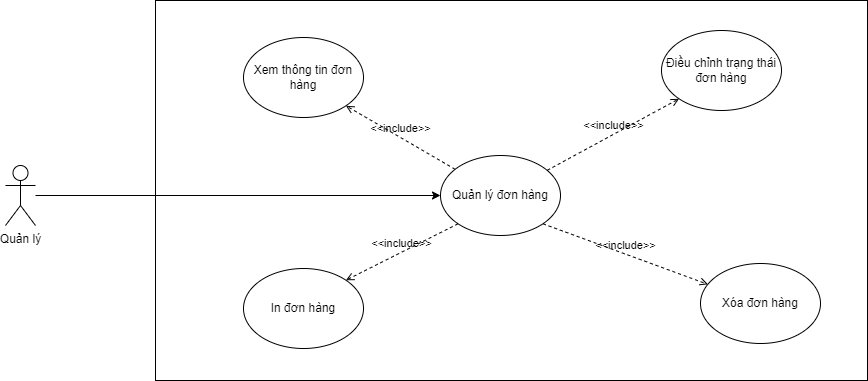 Xem thông tin đơn
hàng
Điều chỉnh trạng thái
đơn hàng
<<include>>
<<include>>
Quản lý đơn hàng
Quản lý
<<include>>
<<include>>
In đơn hàng
Xóa đơn hàng